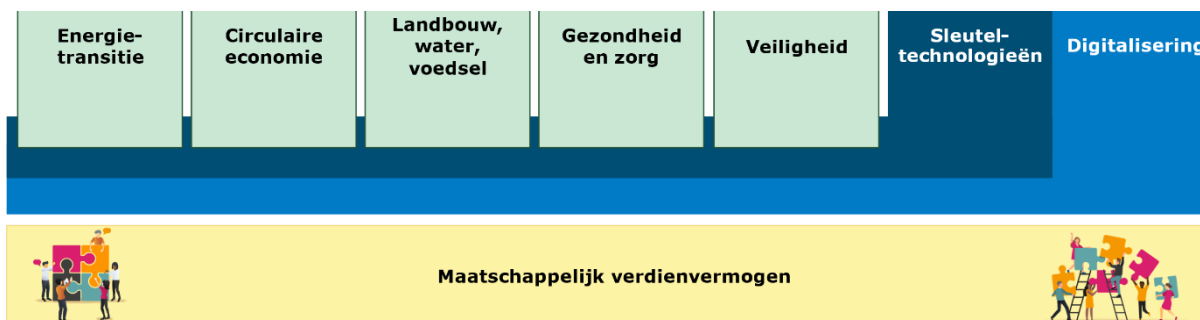 Energie-
transitie
Circulaire
economie
Landbouw,
water,
voedsel
Gezondheid
en zorg
Veiligheid
Sleutel-
technologieën
Digitalisering
Maatschappelijk verdienvermogen